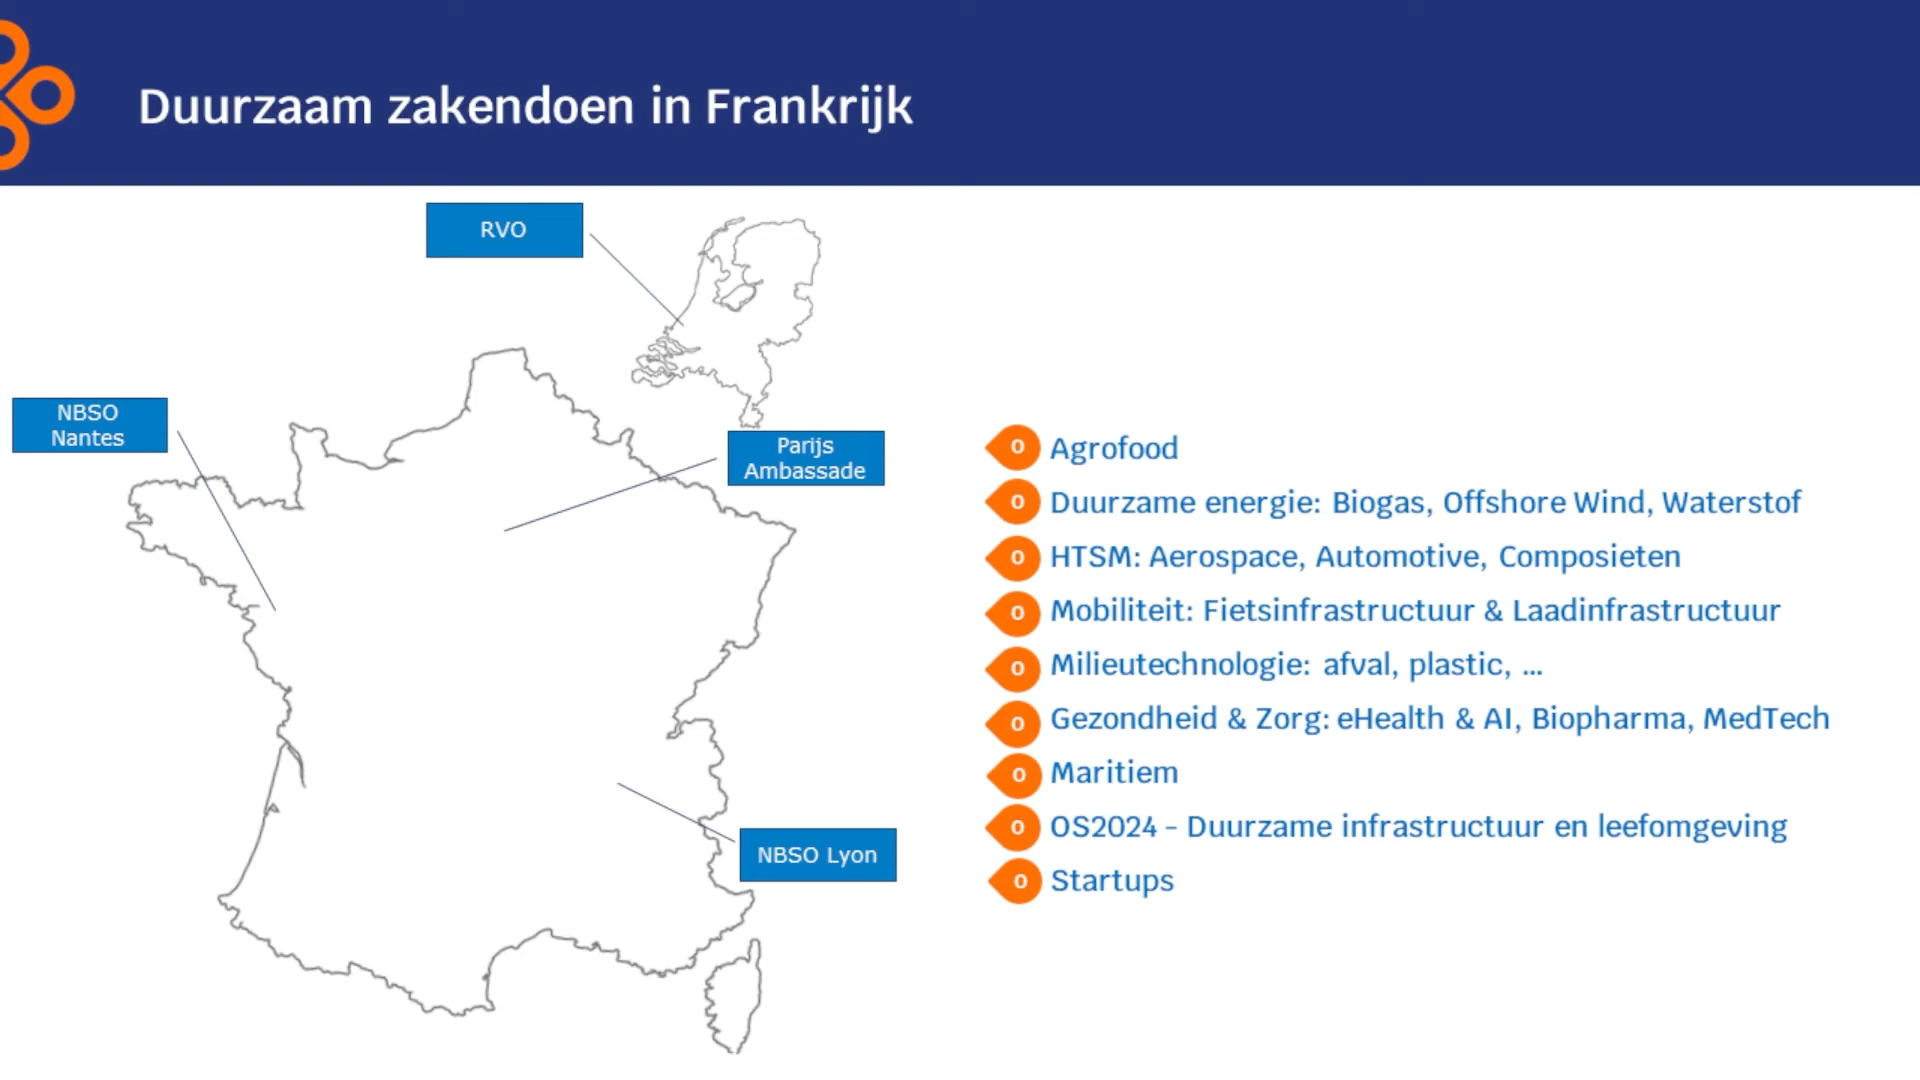 Duurzaam zakendoen in Frankrijk
RVO
NBSO
Nantes
Parijs
Ambassade
NBSO Lyon
O Agrofood
O Duurzame energie: Biogas, Offshore Wind, Waterstof
O HTSM: Aerospace, Automotive, Composieten
O Mobiliteit: Fietsinfrastructuur & Laadinfrastructuur
O Milieutechnologie: afval, plastic, ...
O Gezondheid & Zorg: eHealth & AI, Biopharma, MedTech
O Maritiem
O OS2024 - Duurzame infrastructuur en leefomgeving
O Startups